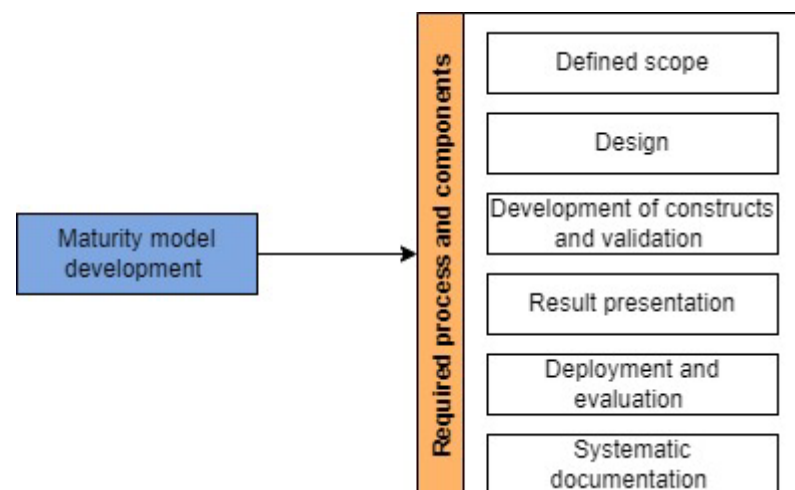 Maturity model
development
Required process and components
Defined scope
Design
Development of constructs
and validation
Result presentation
Deployment and
evaluation
Systematic
documentation